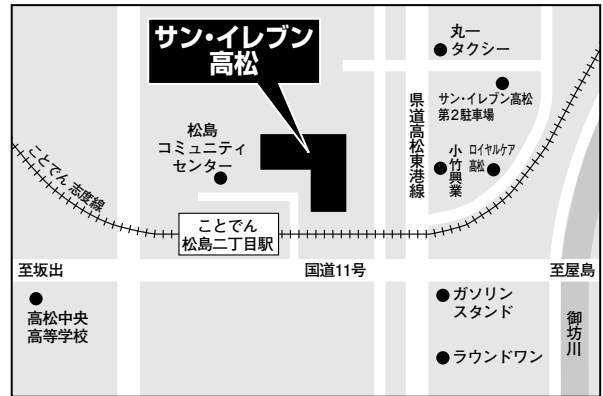 サン・イレブン
高松
丸一
タクシー
サン・イレブン高松
第2駐車場
県道高松東港線
松島
コミュニティ
センター
小竹興業
ロイヤルケア
高松
ことでん 志度線
ことでん
松島二丁目駅
至坂出
国道11号
至屋島
高松中央
高等学校
ガソリン
スタンド
御坊川
ラウンドワン